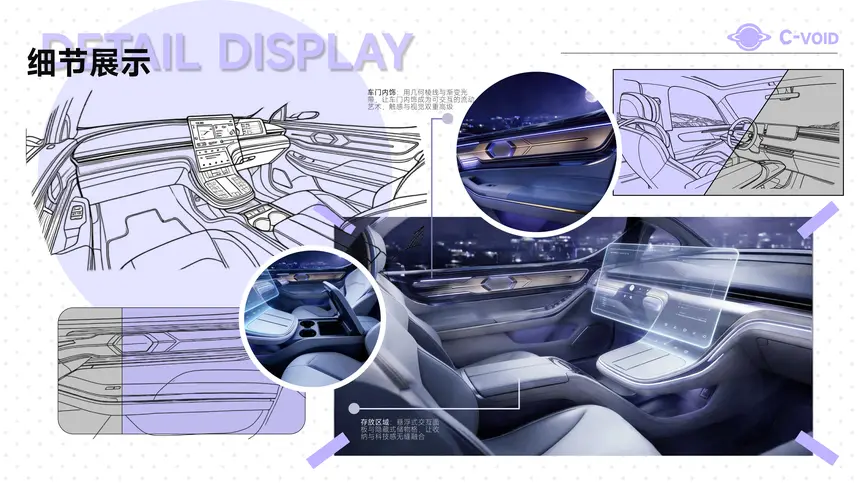 DETAIL DISPLAY
细节展示
C-VOID
车门内饰：用几何棱线与渐变光
带，让车门内饰成为可交互的流动
艺术，触感与视觉双重高级
存放区域：悬浮式交互面
板与隐藏式储物格，让收
纳与科技感无缝融合